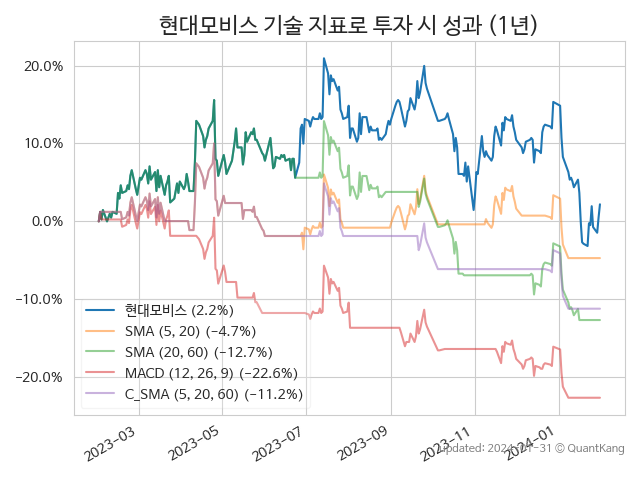 현대모비스 기술 지표로 투자 시 성과 (1년)
20.0%
10.0%
0.0%
−10.0%
−20.0%
현대모비스 (2.2%)
SMA (5, 20) (−4.7%)
SMA (20, 60) (−12.7%)
MACD (12, 26, 9) (−22.6%)
C_SMA (5, 20, 60) (−11.2%)
2023−03
2023−05
2023−07
2023−09
2023−11
2024−01
updated: 2024-01-31 © QuantKang